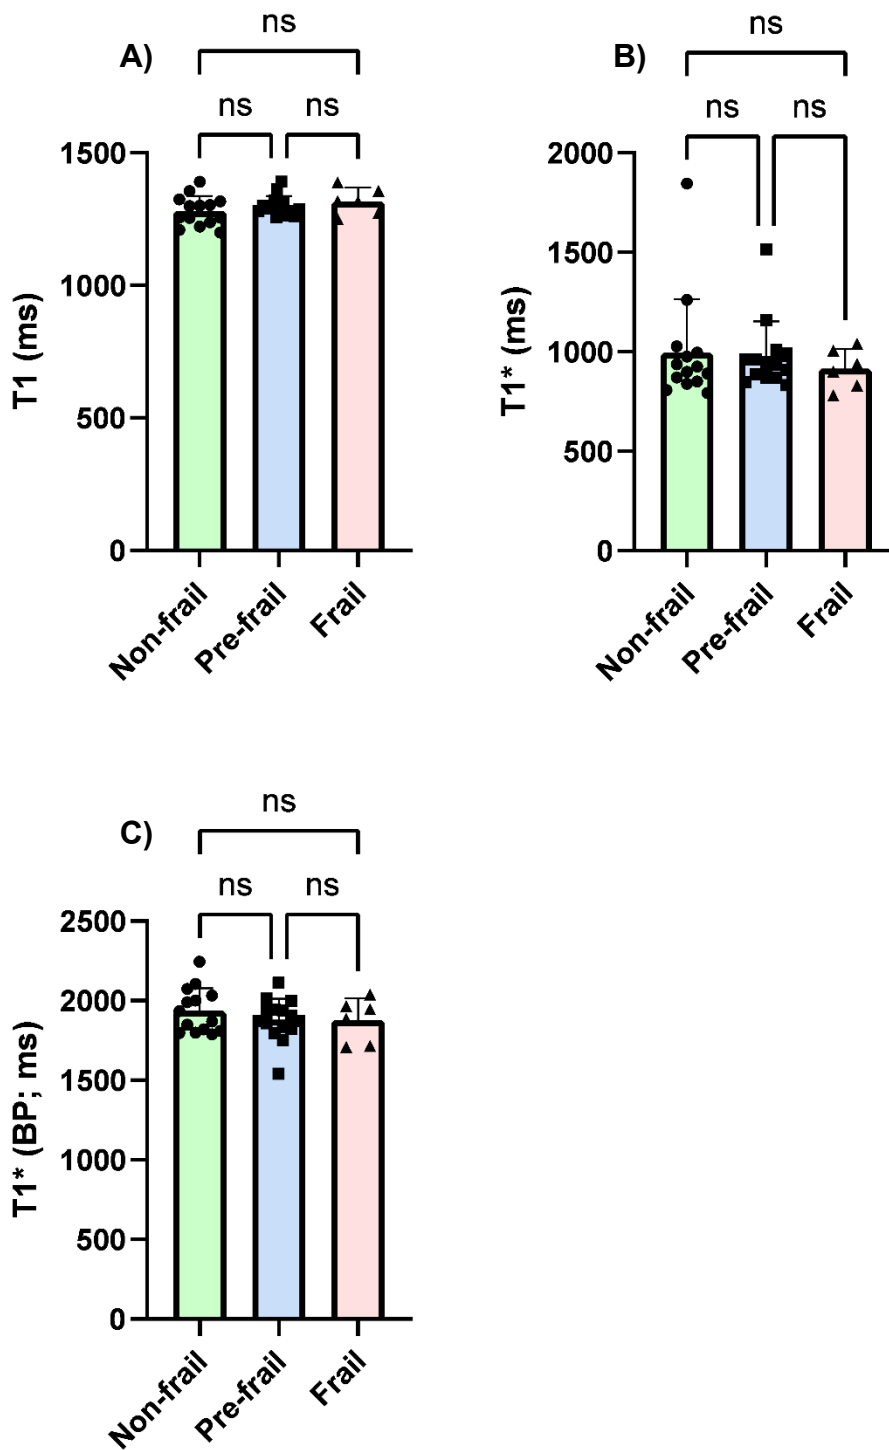 A)
ns
ns ns
T1 (ms)
1500
1000
500
0
Non-frail
Pre-frail
Frail
B)
ns
ns ns
T1* (ms)
2000
1500
1000
500
0
Non-frail
Pre-frail
Frail
C)
ns
ns ns
T1* (BP; ms)
2500
2000
1500
1000
500
0
Non-frail
Pre-frail
Frail